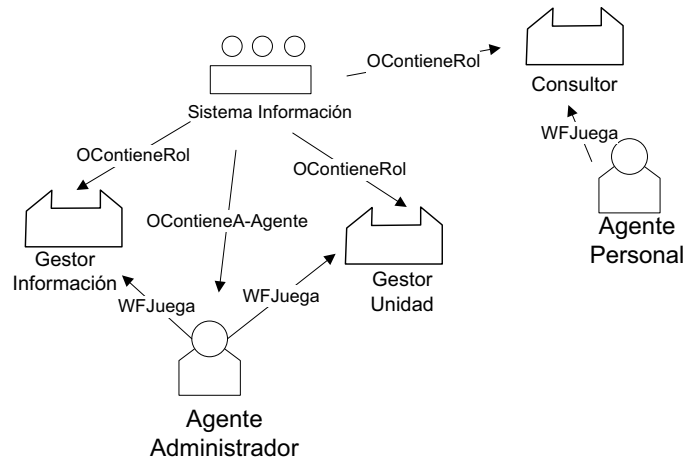 OContieneRol
Consultor
Sistema Información
WFJuega
OContieneRol
OContieneRol
OContieneA-Agente
Agente
Personal
Gestor
Información
Gestor
Unidad
WFJuega
WFJuega
Agente
Administrador